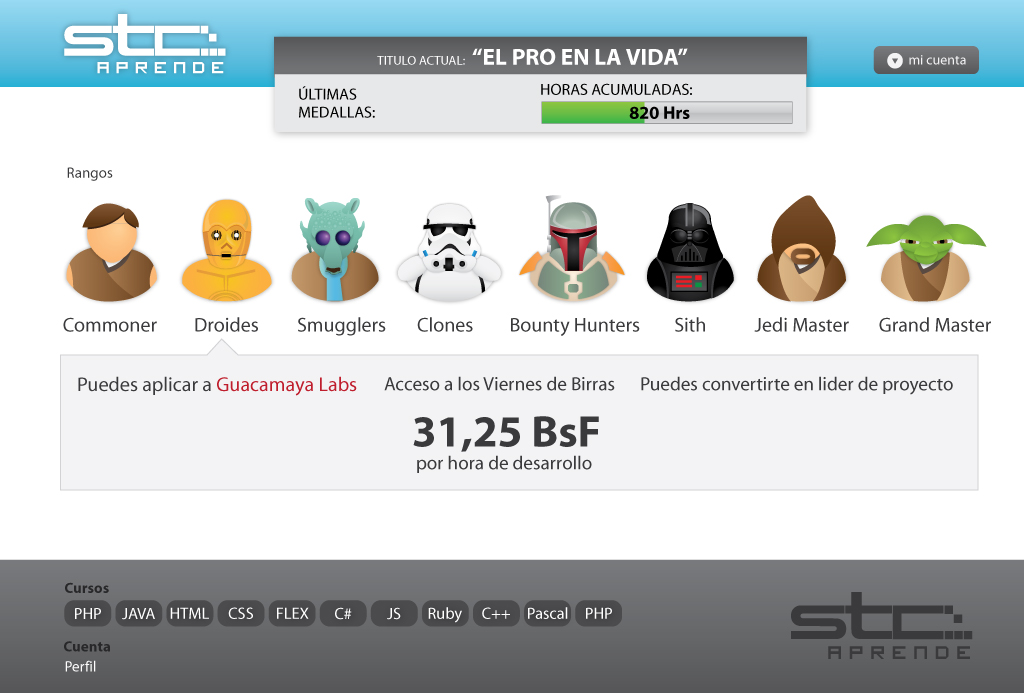 stc
APRENDE
TITULO ACTUAL: “EL PRO EN LA VIDA”
mi cuenta
ÚLTIMAS
MEDALLAS:
HORAS ACUMULADAS:
820 Hrs
Rangos
Commoner Droides Smugglers Clones Bounty Hunters Sith Jedi Master Grand Master
Puedes aplicar a Guacamaya Labs Acceso a los Viernes de Birras Puedes convertirte en lider de proyecto
31,25 BsF
por hora de desarrollo
Cursos
PHP JAVA HTML CSS FLEX C# JS Ruby C++ Pascal PHP
Cuenta
Perfil
stc
APRENDE